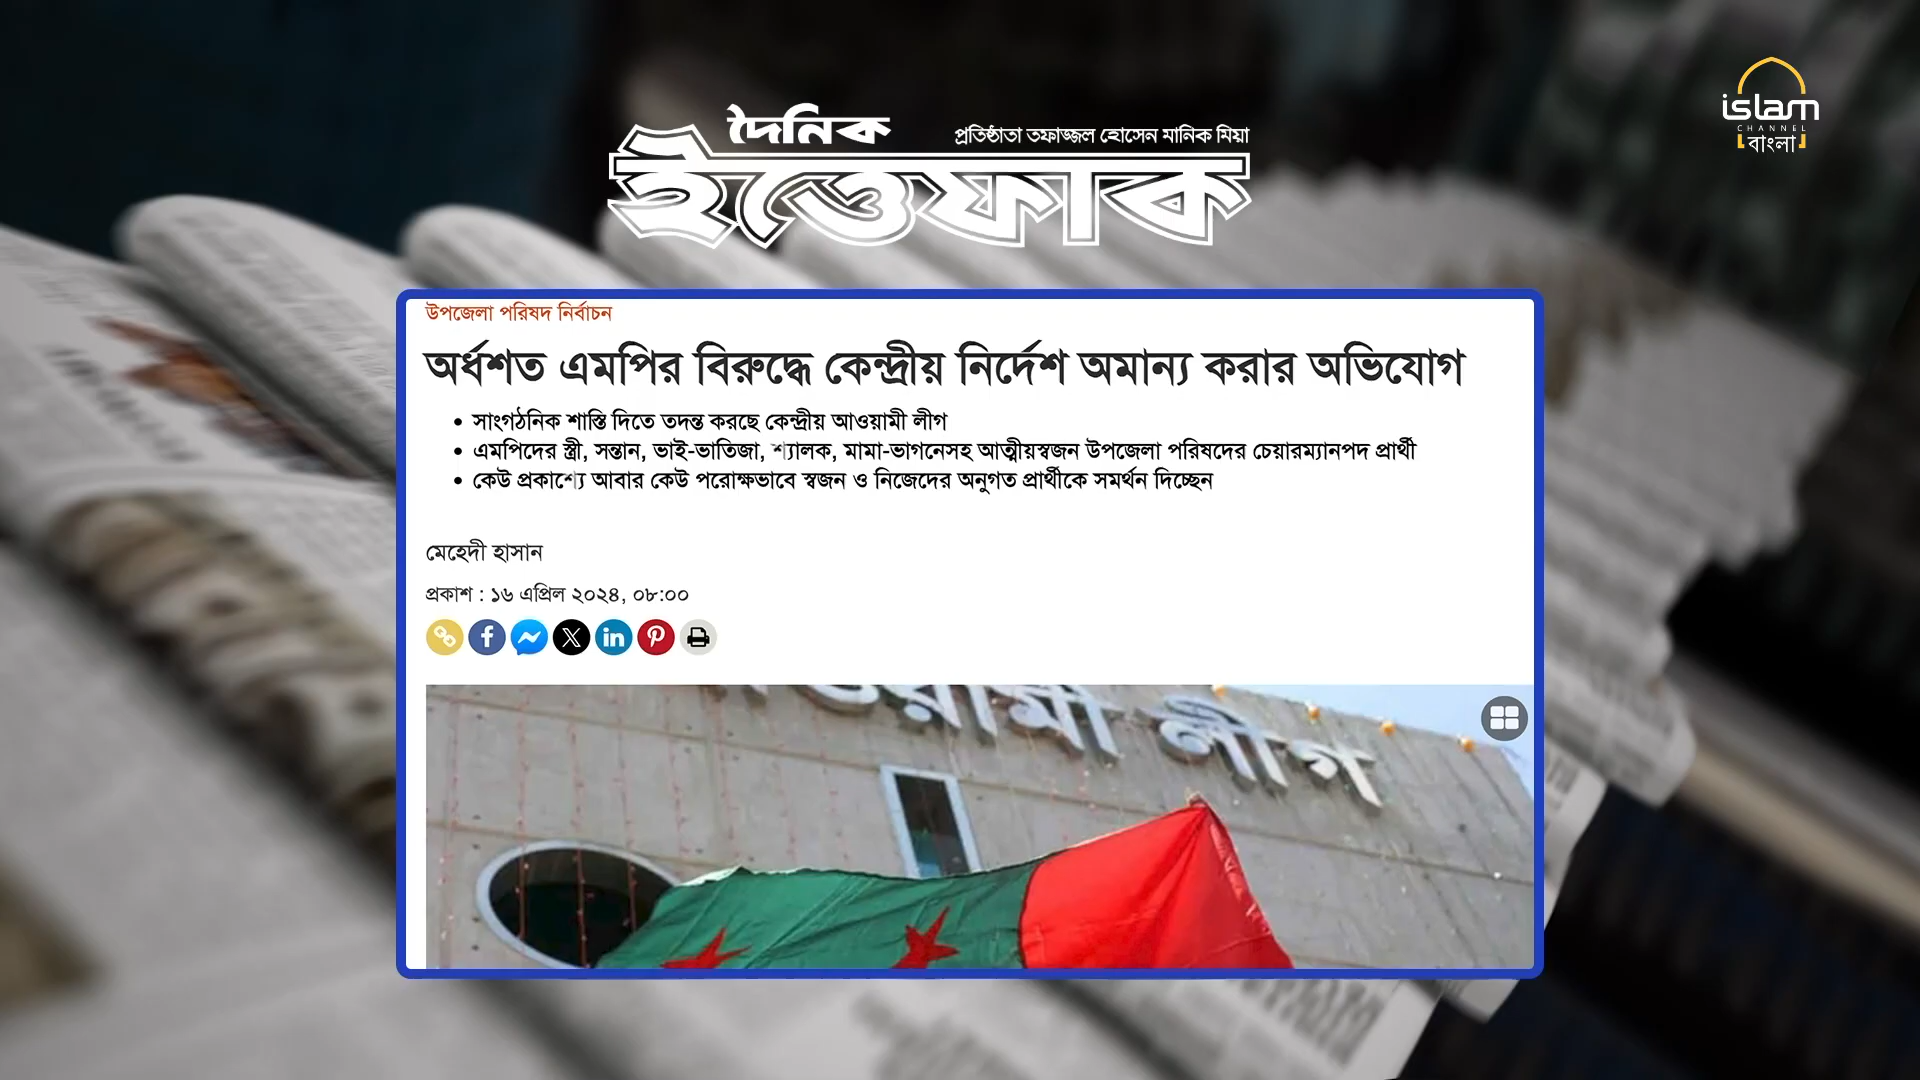 দৈনিক
প্রতিষ্ঠাতা তফাজ্জল হোসেন মানিক মিয়া
ইত্তেফাক
islam
CHANNEL
বাংলা
উপজেলা পরিষদ নির্বাচন
অর্ধশত এমপির বিরুদ্ধে কেন্দ্রীয় নির্দেশ অমান্য করার অভিযোগ
• সাংগঠনিক শাস্তি দিতে তদন্ত করছে কেন্দ্রীয় আওয়ামী লীগ
• এমপিদের স্ত্রী, সন্তান, ভাই-ভাতিজা, শ্যালক, মামা-ভাগনেসহ আত্মীয়স্বজন উপজেলা পরিষদের চেয়ারম্যানপদ প্রার্থী
• কেউ প্রকাশ্যে আবার কেউ পরোক্ষভাবে স্বজন ও নিজেদের অনুগত প্রার্থীকে সমর্থন দিচ্ছেন
মেহেদী হাসান
প্রকাশ : ১৬ এপ্রিল ২০২৪, ০৮:০০
লীগ